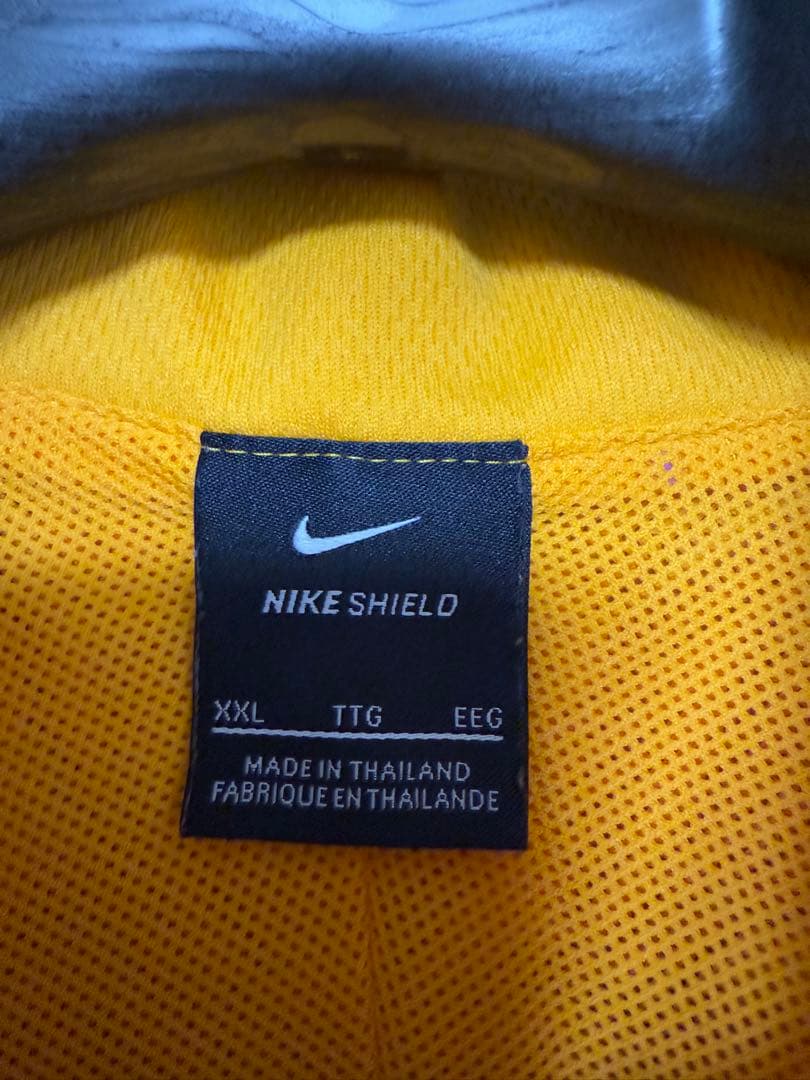 NIKE SHIELD
XXL TTG EEG
MADE IN THAILAND
FABRIQUE EN THAILANDE